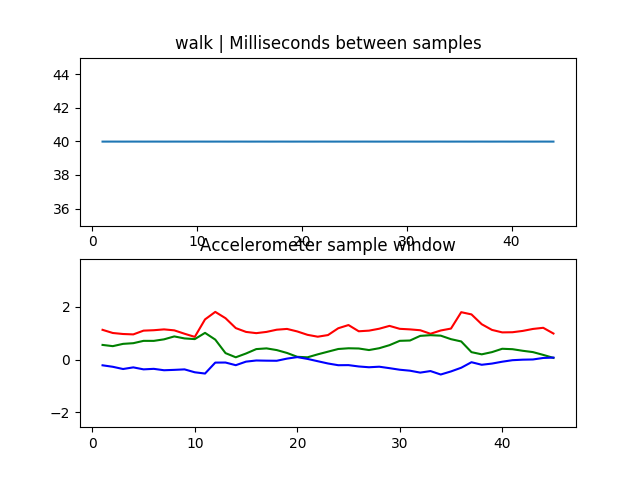 walk | Milliseconds between samples
44
42
40
38
36
0 10 20 30 40
Accelerometer sample window
2
0
−2
0 10 20 30 40